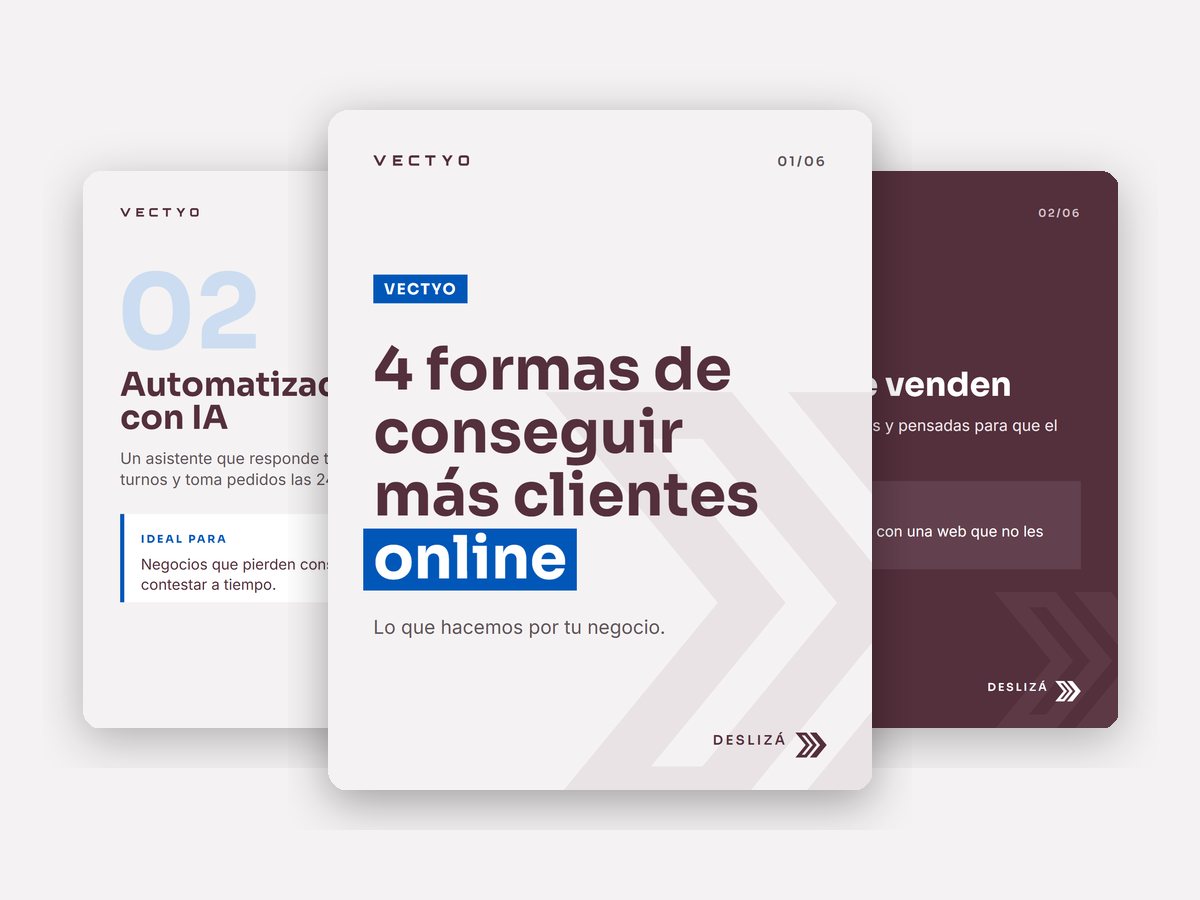 VECTYO
02
Automatizac
con IA
Un asistente que responde
turnos y toma pedidos las 24
IDEAL PARA
Negocios que pierden cons
contestar a tiempo.
VECTYO
01/06
VECTYO
4 formas de
conseguir
más clientes
online
Lo que hacemos por tu negocio.
DESLIZÁ
02/06
venden
s y pensadas para que el
con una web que no les
DESLIZÁ